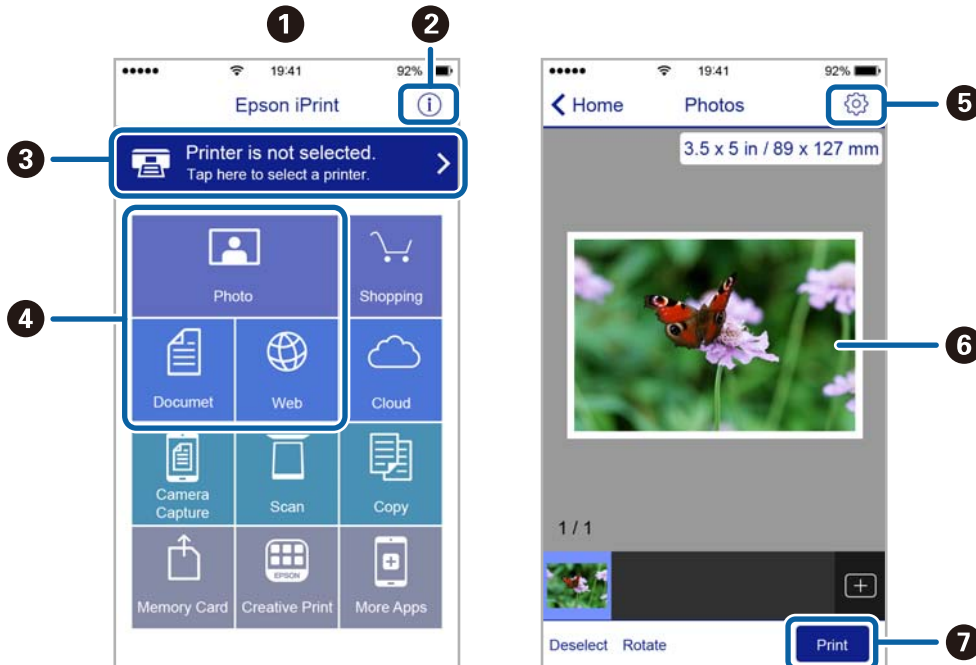 1
2
19:41
92%
Epson iPrint
3
Printer is not selected.
Tap here to select a printer.
4
Photo
Shopping
Documet
Web
Cloud
Camera
Capture
Scan
Copy
EPSON
Memory Card
Creative Print
More Apps
19:41
92%
Home
Photos
5
3.5 x 5 in / 89 x 127 mm
6
1 / 1
Deselect Rotate
Print
7